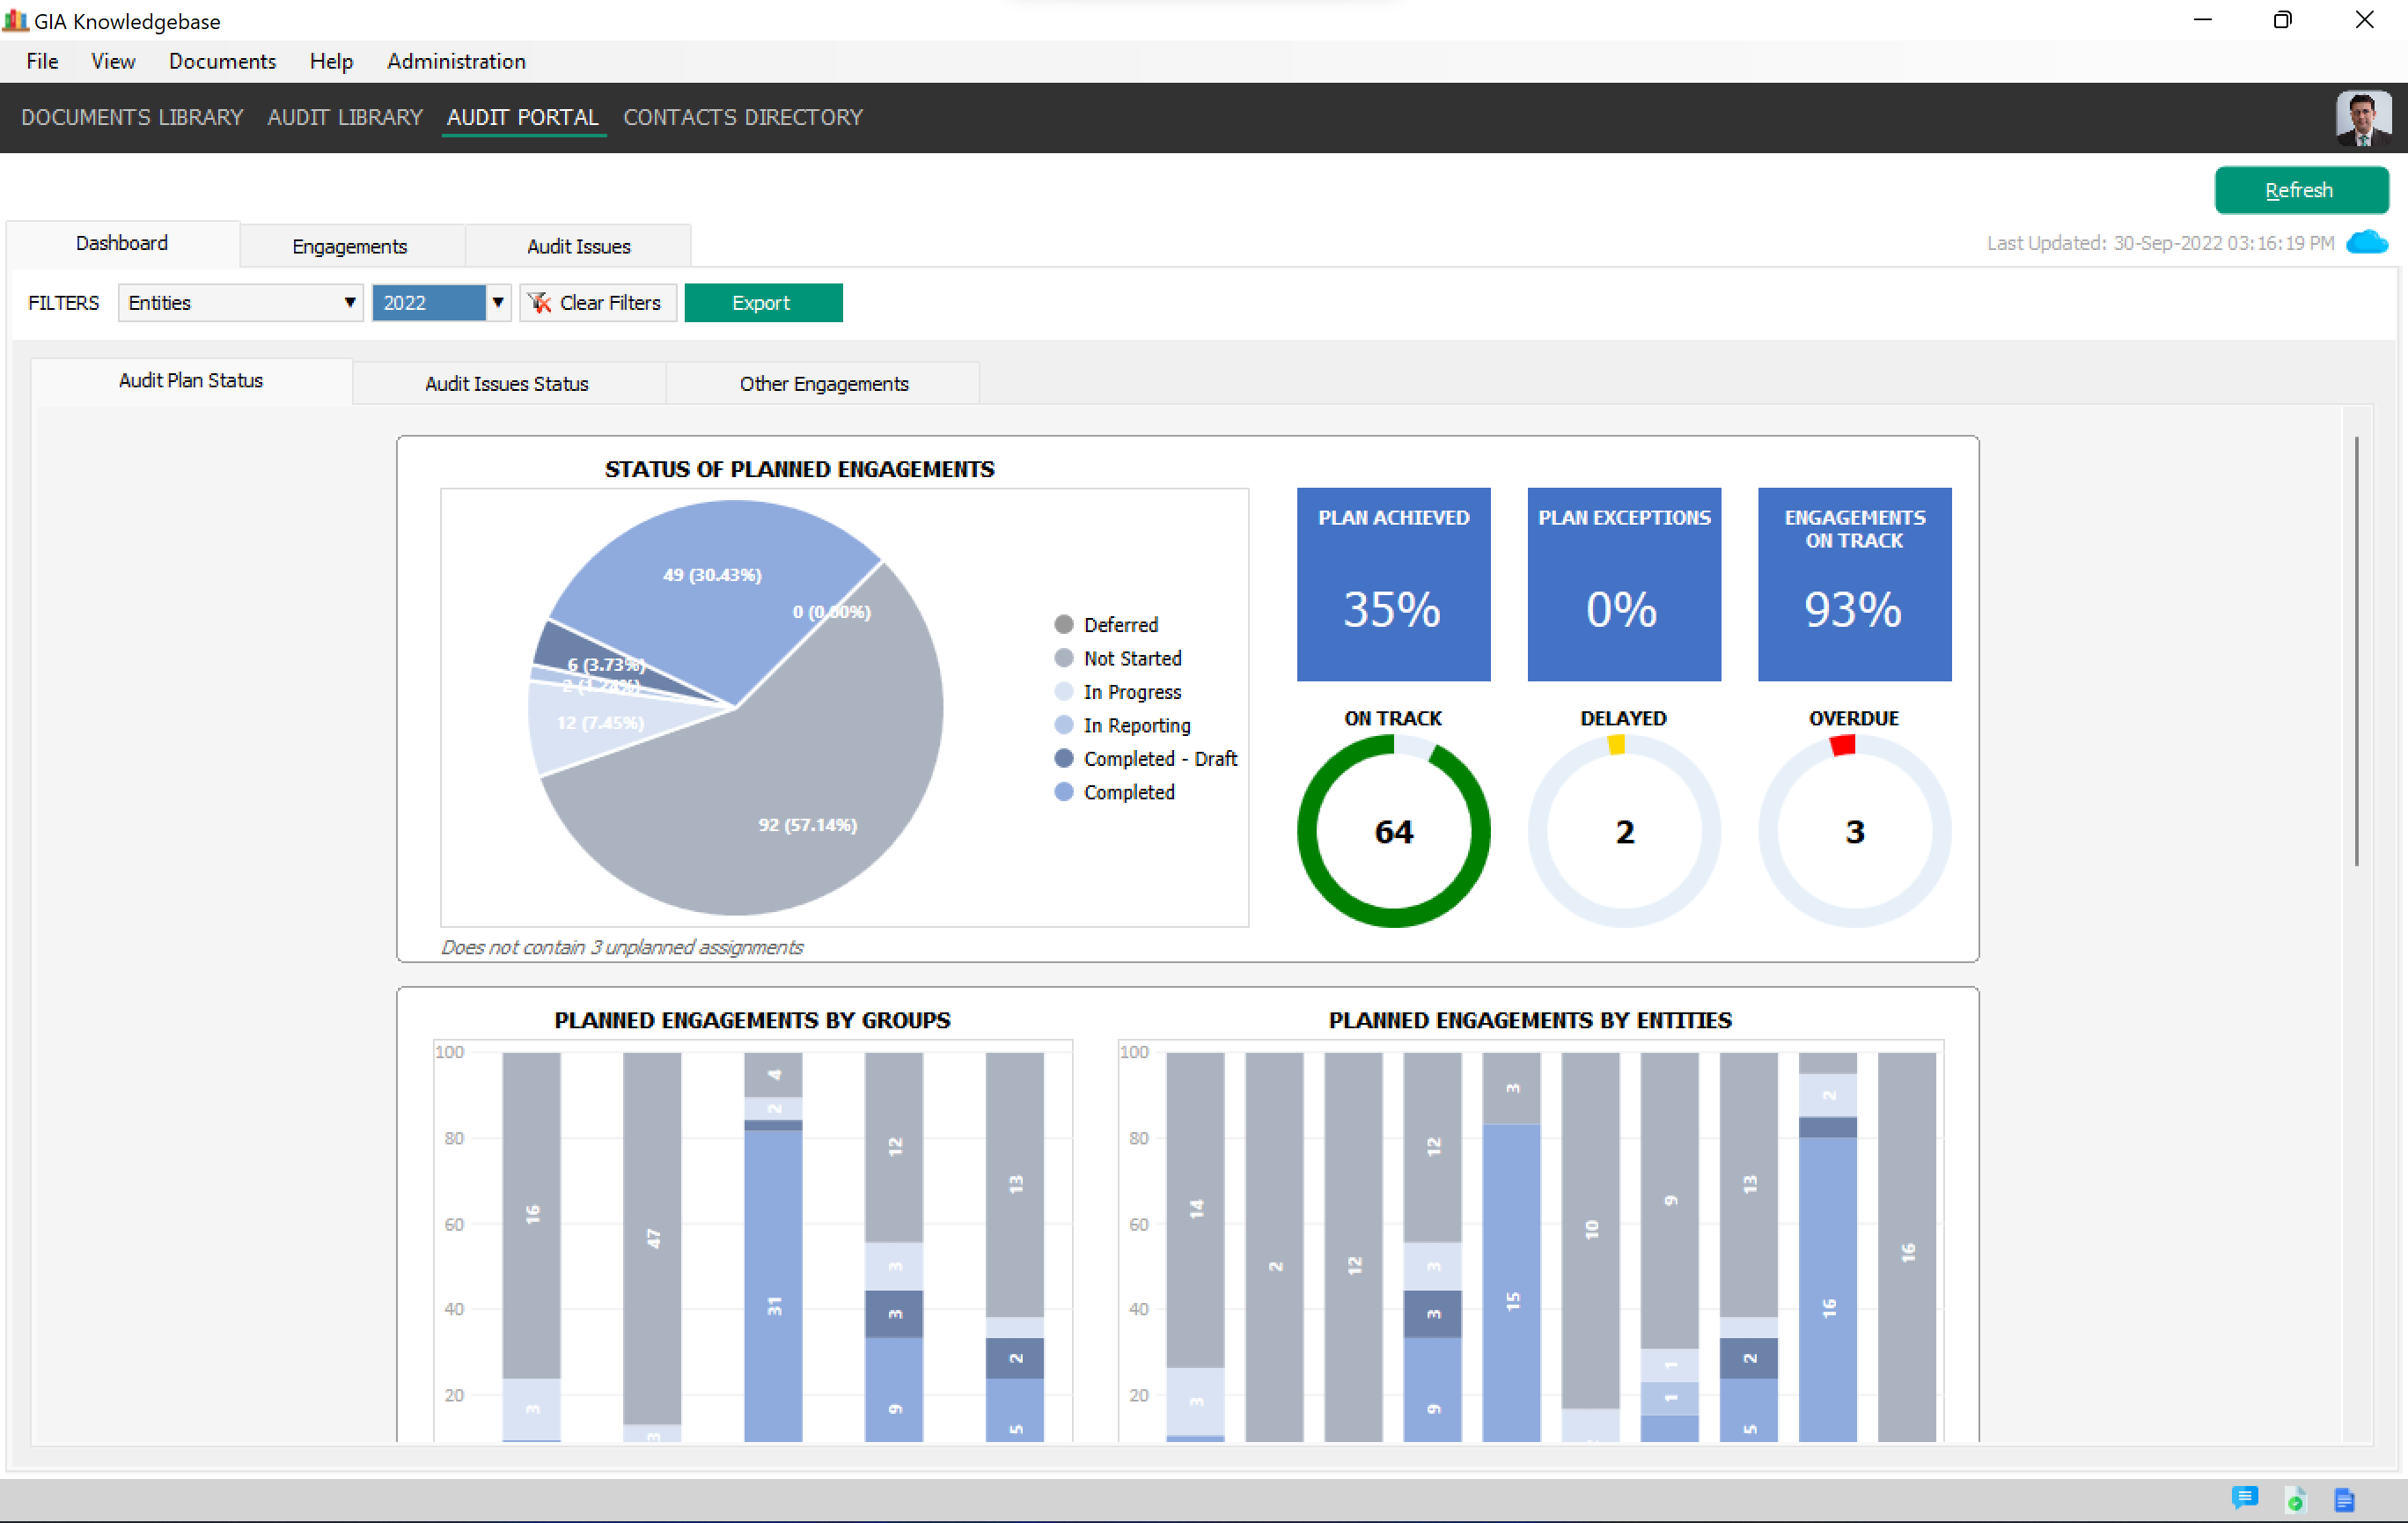 GIA Knowledgebase
File View Documents Help Administration
DOCUMENTS LIBRARY AUDIT LIBRARY AUDIT PORTAL CONTACTS DIRECTORY
Refresh
Dashboard Engagements Audit Issues
Last Updated: 30-Sep-2022 03:16:19 PM
FILTERS Entities 2022 Clear Filters Export
Audit Plan Status Audit Issues Status Other Engagements
STATUS OF PLANNED ENGAGEMENTS
49 (30.43%)
0 (0.00%)
6 (3.73%)
2 (1.24%)
12 (7.45%)
92 (57.14%)
Deferred
Not Started
In Progress
In Reporting
Completed - Draft
Completed
Does not contain 3 unplanned assignments
PLAN ACHIEVED
35%
PLAN EXCEPTIONS
0%
ENGAGEMENTS
ON TRACK
93%
ON TRACK
64
DELAYED
2
OVERDUE
3
PLANNED ENGAGEMENTS BY GROUPS
100
80
60
40
20
16
3
47
3
4
2
31
12
3
3
9
13
2
5
PLANNED ENGAGEMENTS BY ENTITIES
100
80
60
40
20
14
3
2
12
12
3
3
9
3
15
10
9
1
1
13
2
5
2
16
16